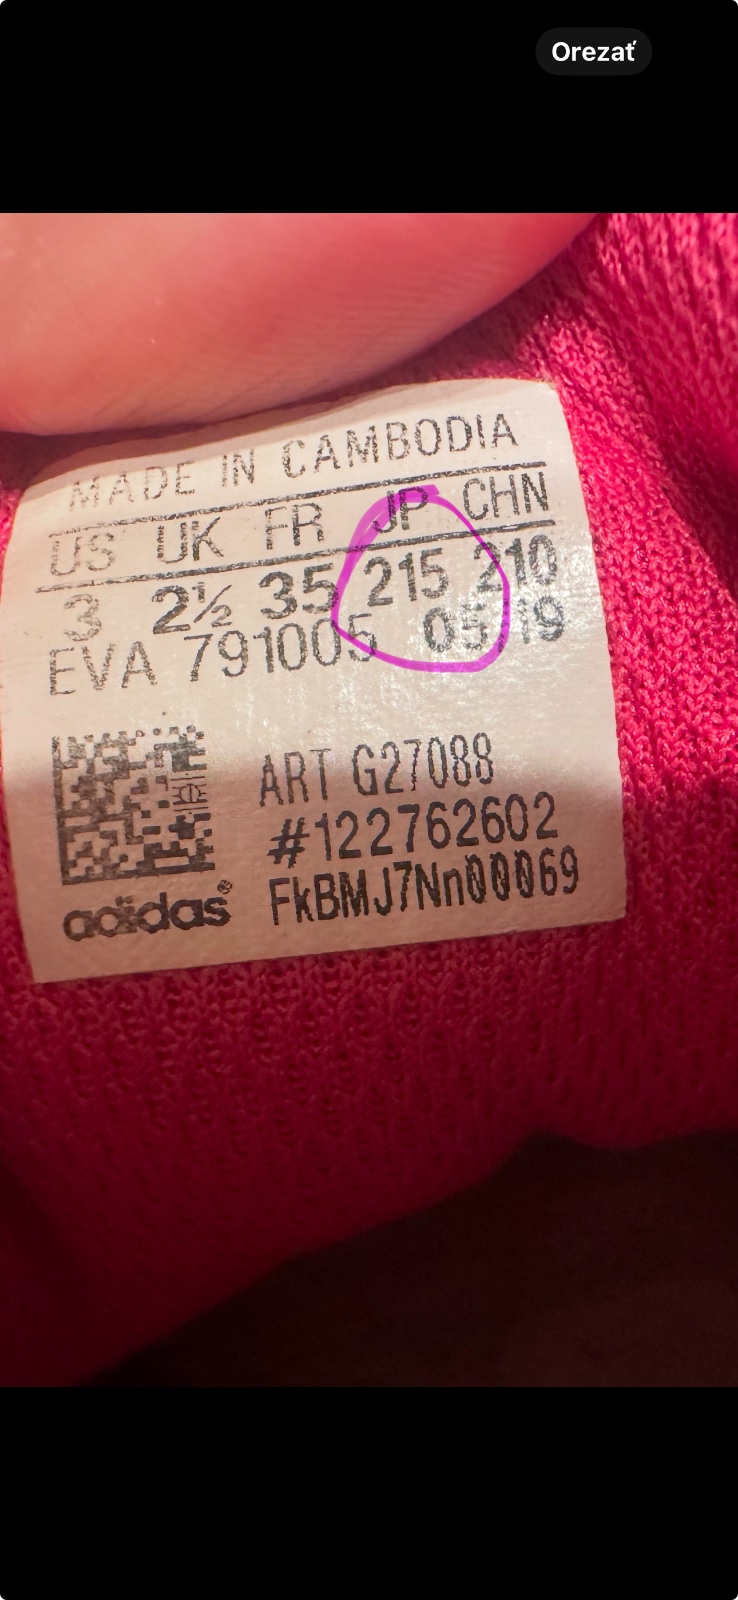 Orezať
MADE IN CAMBODIA
US UK FR JP CHN
3 2½ 35 215 210
EVA 791005 05/19
ART G27088
#122762602
FkBMJ7Nn00069
adidas®